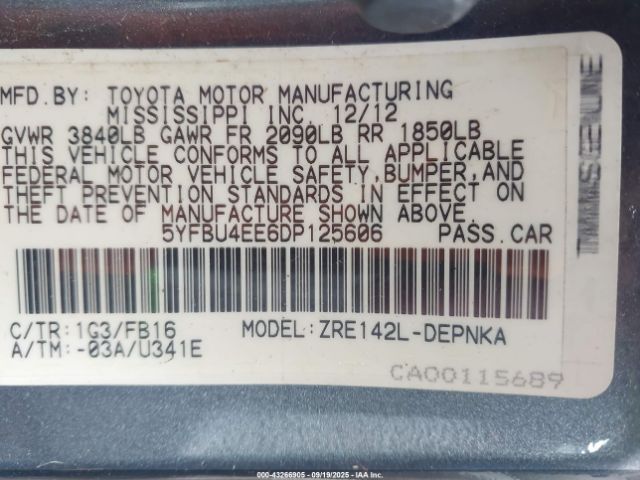 MFD.BY: TOYOTA MOTOR MANUFACTURING
MISSISSIPPI INC. 12/12
GVWR 3840LB GAWR FR 2090LB RR 1850LB
THIS VEHICLE CONFORMS TO ALL APPLICABLE
FEDERAL MOTOR VEHICLE SAFETY, BUMPER, AND
THEFT PREVENTION STANDARDS IN EFFECT ON
THE DATE OF MANUFACTURE SHOWN ABOVE.
5YFBU4EE6DP125606 PASS.CAR
C/TR:1G3/FB16 MODEL:ZRE142L-DEPNKA
A/TM:-03A/U341E
CA00115689
000-43266905 - 09/19/2025 - IAA Inc.